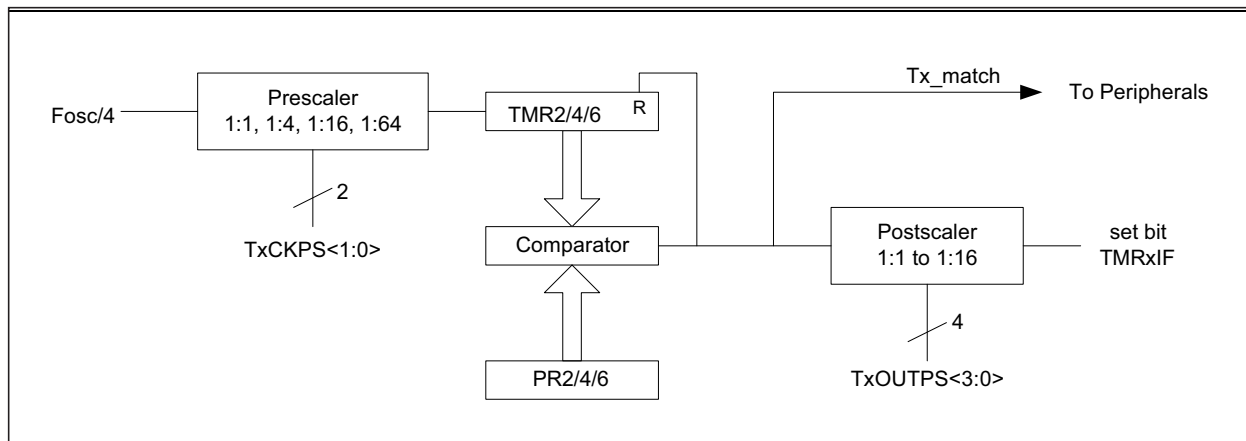 Fosc/4
Prescaler
1:1, 1:4, 1:16, 1:64
2
TxCKPS<1:0>
TMR2/4/6
R
Comparator
PR2/4/6
Tx_match
To Peripherals
Postscaler
1:1 to 1:16
4
TxOUTPS<3:0>
set bit
TMRxIF